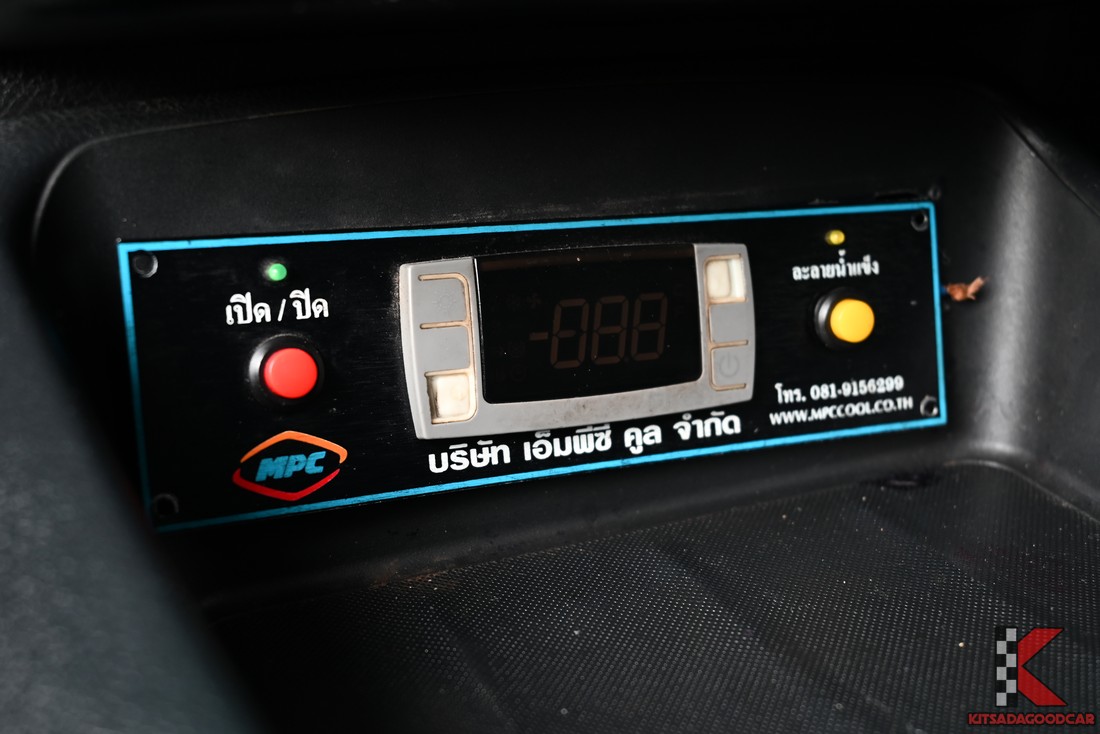 เปิด / ปิด
-088
ละลายน้ำแข็ง
MPC
บริษัท เอ็มพีซี คูล จำกัด
โทร. 081-9156299
WWW.MPCCOOL.CO.TH
K
KITSADAGOODCAR